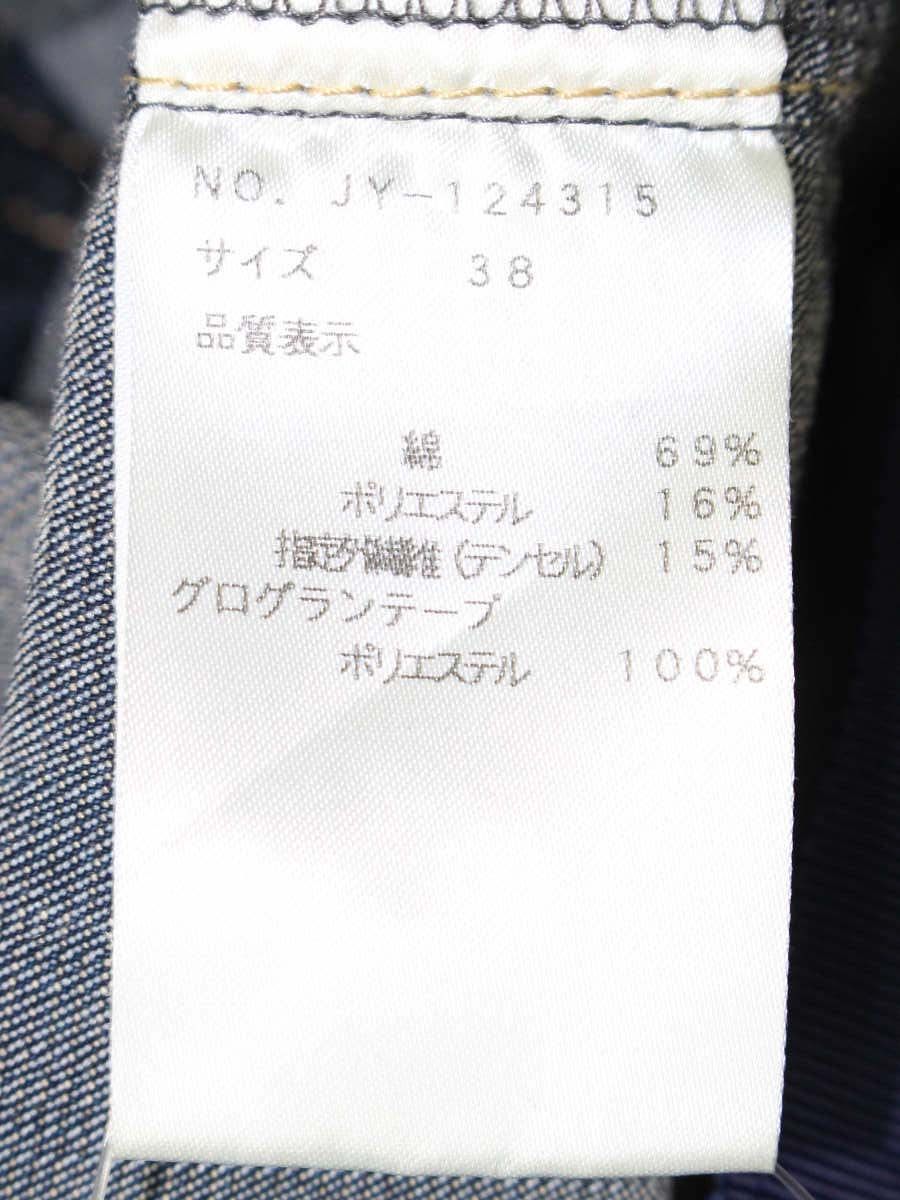 NO. JY-124315
サイズ 38
品質表示
綿 69%
ポリエステル 16%
指定外繊維(テンセル) 15%
グログランテープ
ポリエステル 100%